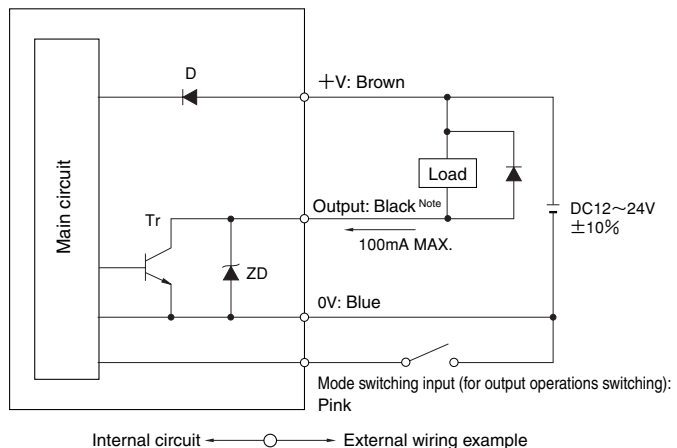 D
+V: Brown
Main circuit
Load
Output: Black Note
Tr
DC12～24V
±10%
100mA MAX.
ZD
0V: Blue
Mode switching input (for output operations switching):
Pink
Internal circuit
External wiring example